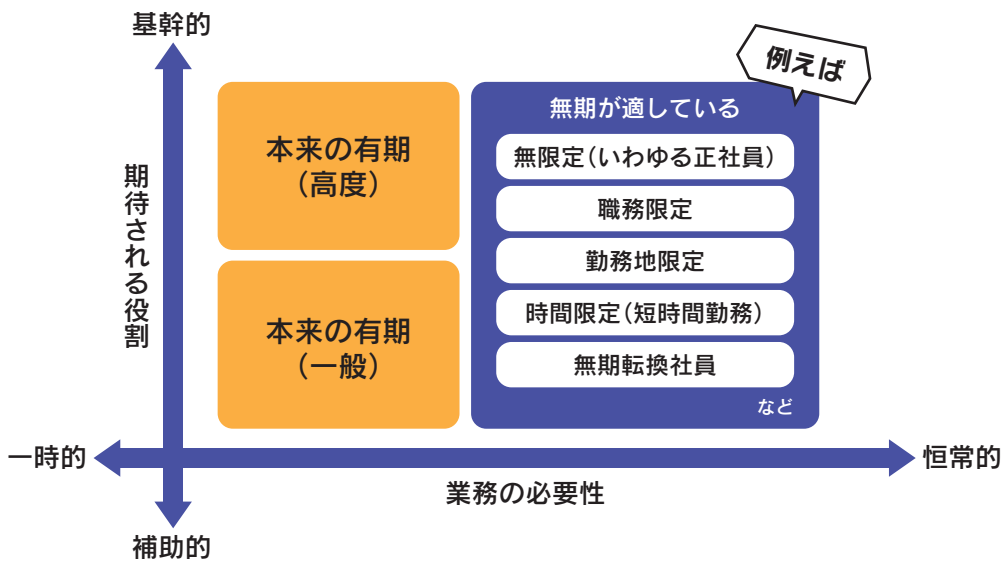 基幹的
例えば
期待される役割
本来の有期
（高度）
本来の有期
（一般）
無期が適している
無限定（いわゆる正社員）
職務限定
勤務地限定
時間限定（短時間勤務）
無期転換社員
など
一時的
恒常的
業務の必要性
補助的